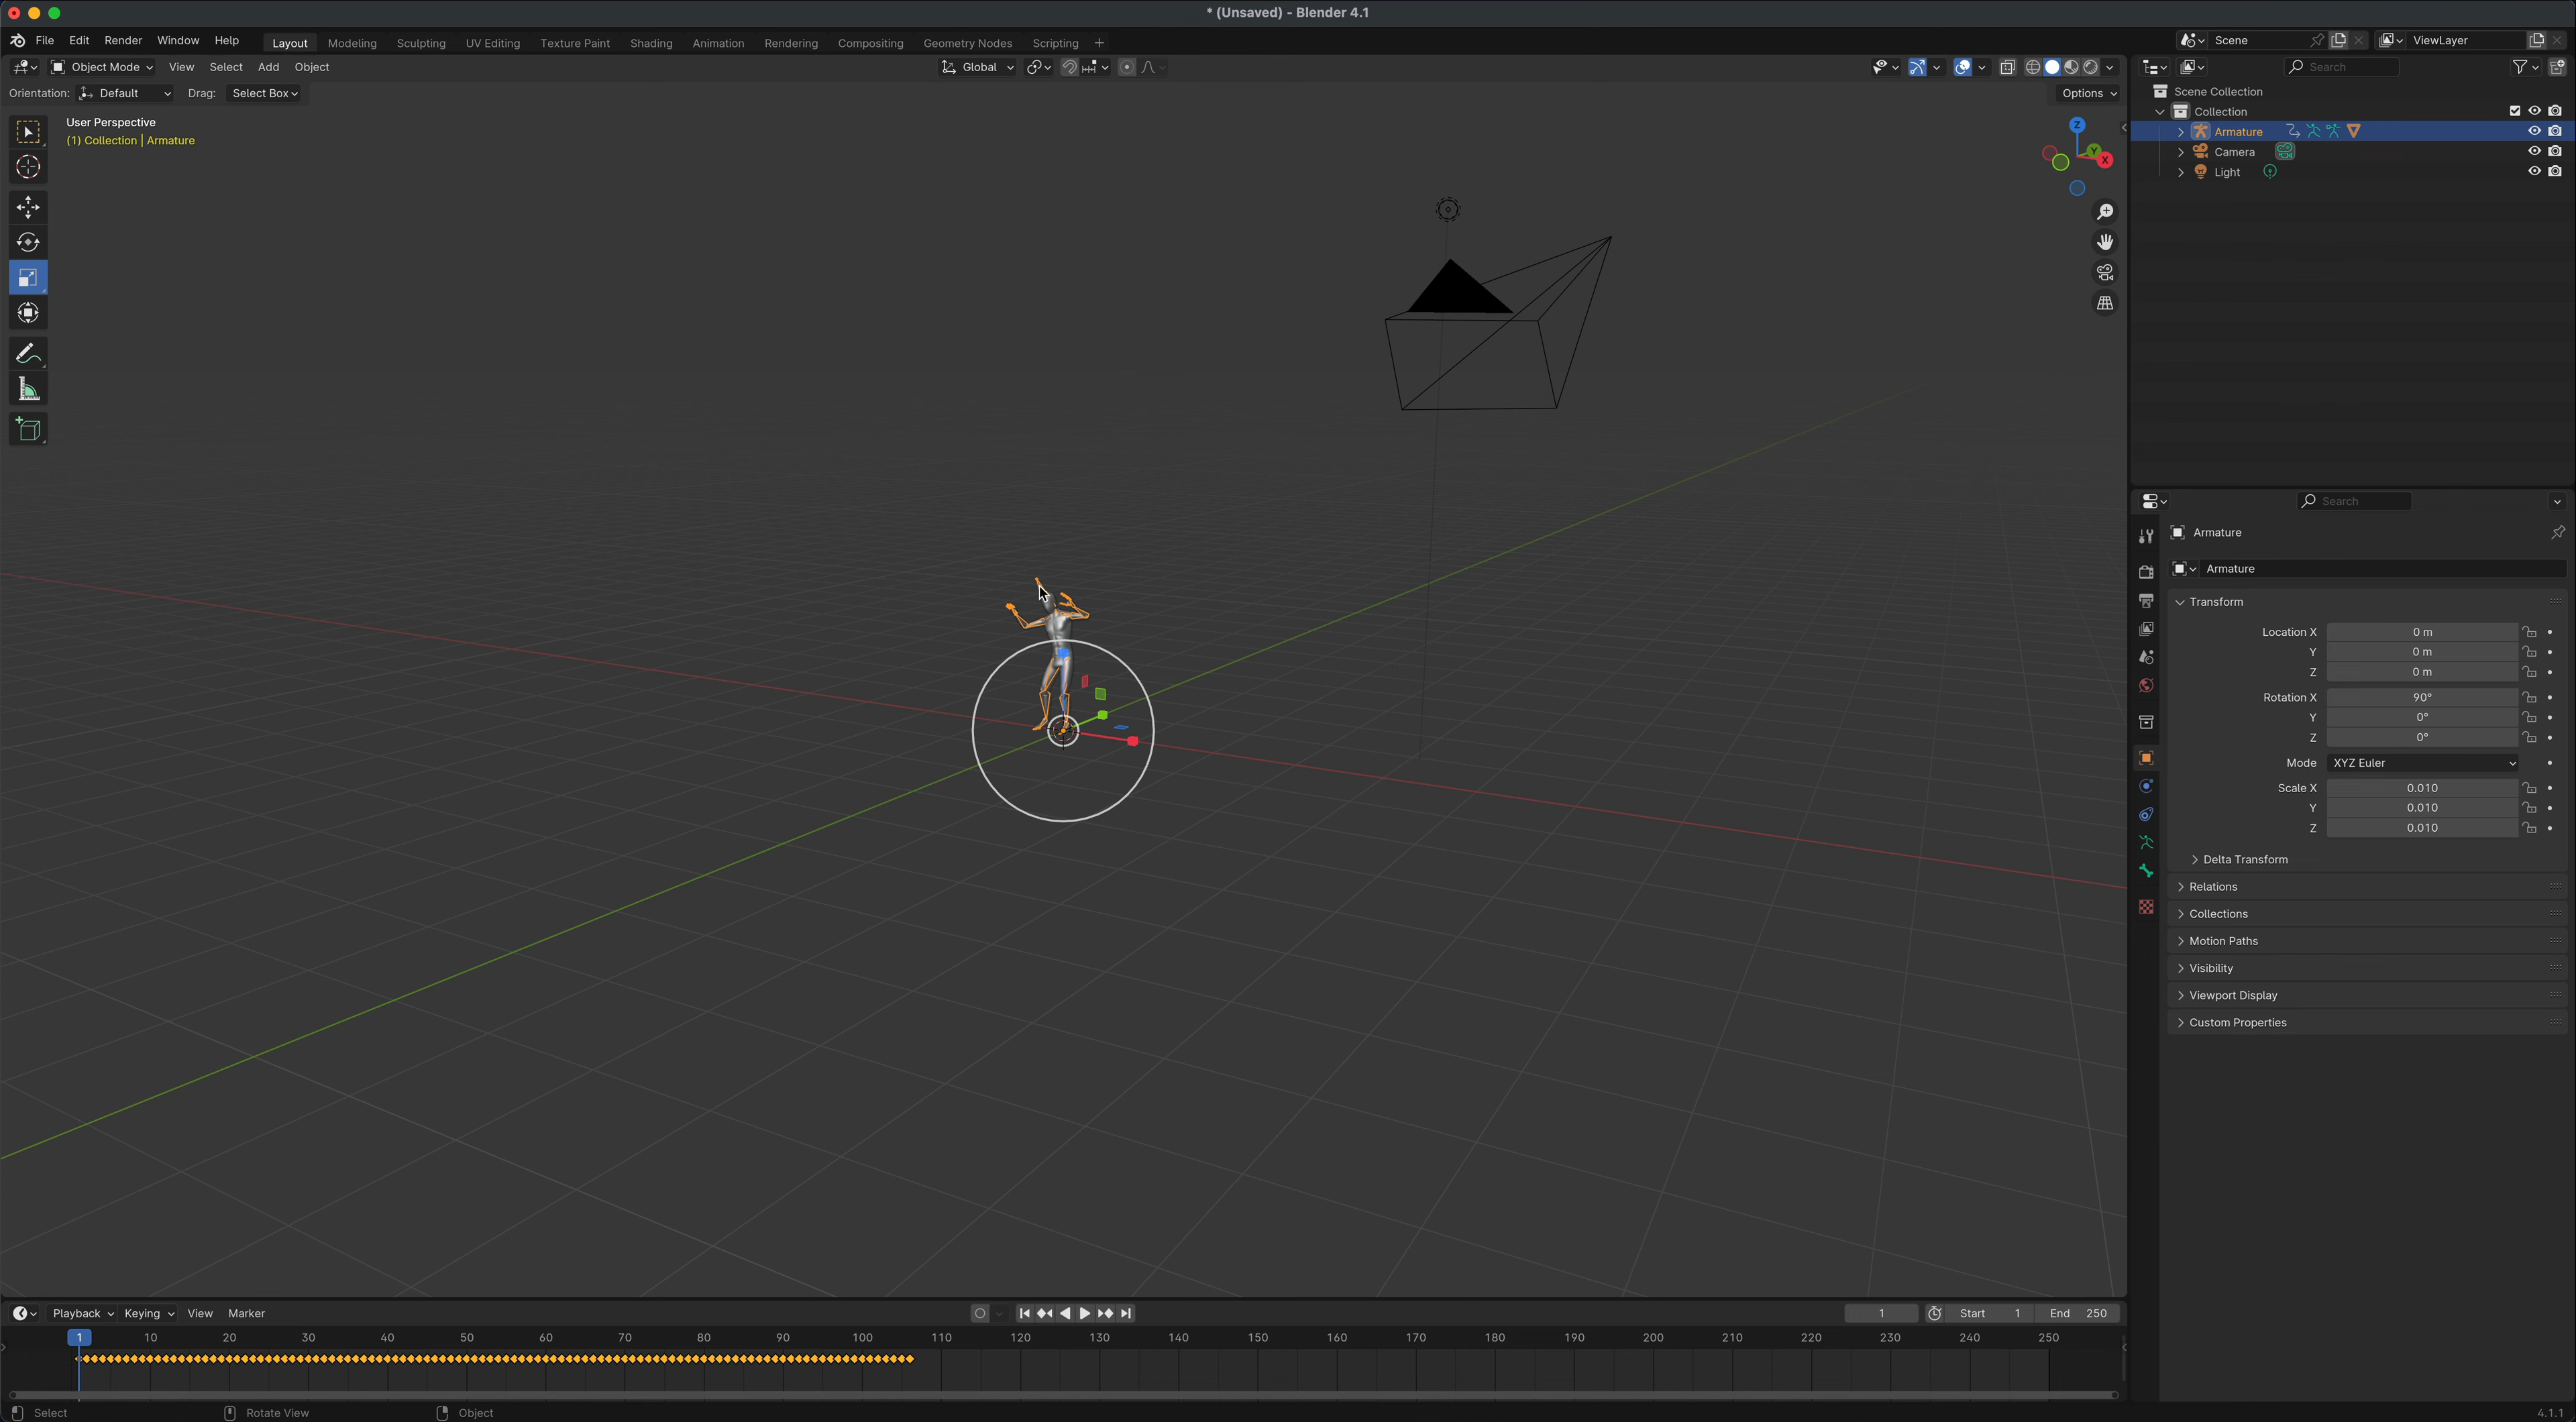 * (Unsaved) - Blender 4.1
File Edit Render Window Help Layout Modeling Sculpting UV Editing Texture Paint Shading Animation Rendering Compositing Geometry Nodes Scripting + Scene ViewLayer
Object Mode View Select Add Object Global Search
Orientation: Default Drag: Select Box Options
User Perspective
(1) Collection | Armature
Z
Y
X
Scene Collection
Collection
Armature
Camera
Light
Search
Armature
Armature
Transform
Location X 0 m
Y 0 m
Z 0 m
Rotation X 90°
Y 0°
Z 0°
Mode XYZ Euler
Scale X 0.010
Y 0.010
Z 0.010
Delta Transform
Relations
Collections
Motion Paths
Visibility
Viewport Display
Custom Properties
Playback Keying View Marker 1 Start 1 End 250
1 10 20 30 40 50 60 70 80 90 100 110 120 130 140 150 160 170 180 190 200 210 220 230 240 250
Select Rotate View Object 4.1.1